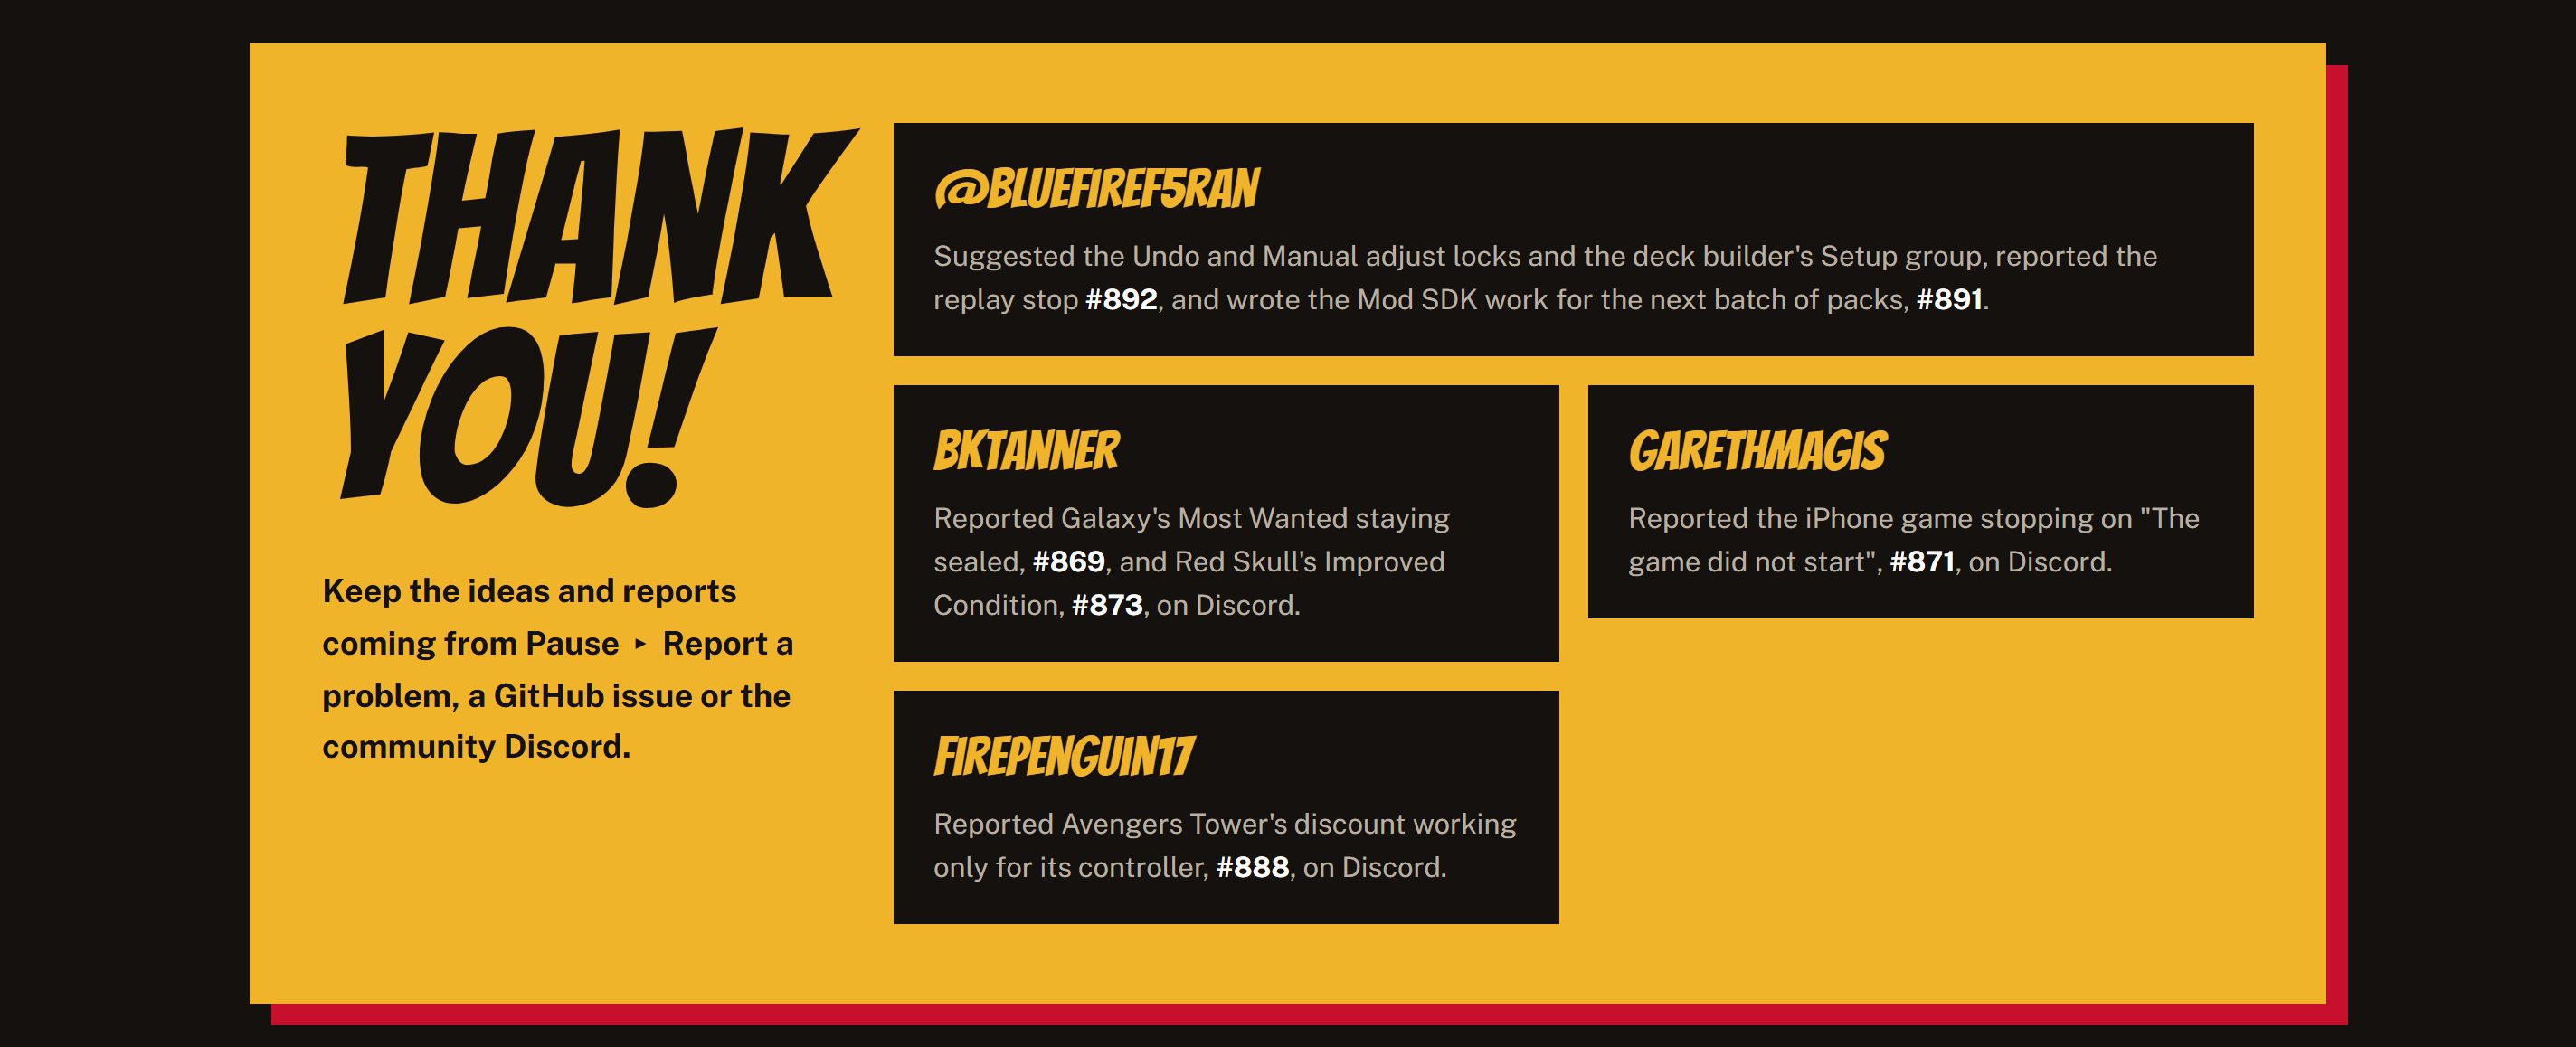 THANK
YOU!
Keep the ideas and reports
coming from Pause ▸ Report a
problem, a GitHub issue or the
community Discord.
@BLUEFIREF5RAN
Suggested the Undo and Manual adjust locks and the deck builder's Setup group, reported the
replay stop #892, and wrote the Mod SDK work for the next batch of packs, #891.
BKTANNER
Reported Galaxy's Most Wanted staying
sealed, #869, and Red Skull's Improved
Condition, #873, on Discord.
GARETHMAGIS
Reported the iPhone game stopping on "The
game did not start", #871, on Discord.
FIREPENGUIN17
Reported Avengers Tower's discount working
only for its controller, #888, on Discord.